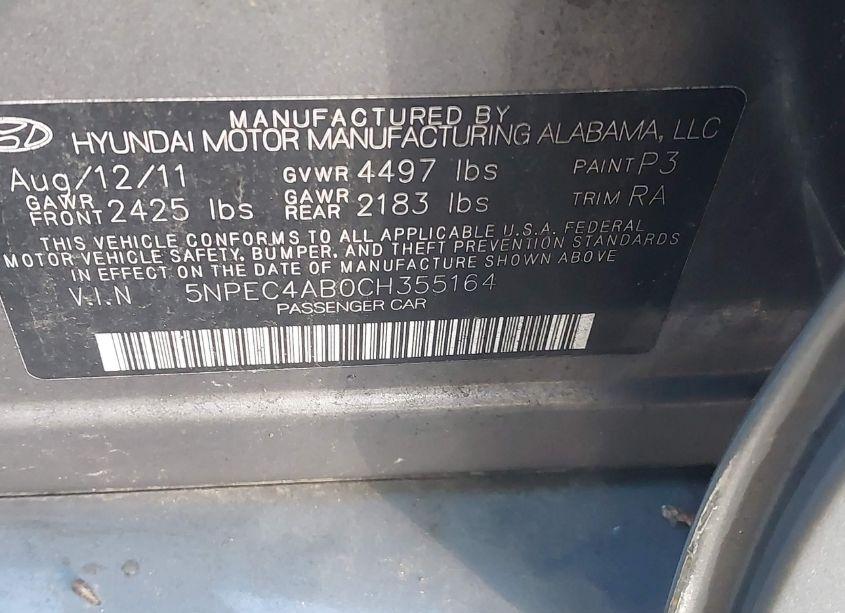 MANUFACTURED BY
HYUNDAI MOTOR MANUFACTURING ALABAMA, LLC
Aug/12/11 GVWR 4497 lbs PAINT P3
GAWR FRONT 2425 lbs GAWR REAR 2183 lbs TRIM RA
THIS VEHICLE CONFORMS TO ALL APPLICABLE U.S.A. FEDERAL
MOTOR VEHICLE SAFETY, BUMPER, AND THEFT PREVENTION STANDARDS
IN EFFECT ON THE DATE OF MANUFACTURE SHOWN ABOVE
V.I.N 5NPEC4AB0CH355164
PASSENGER CAR